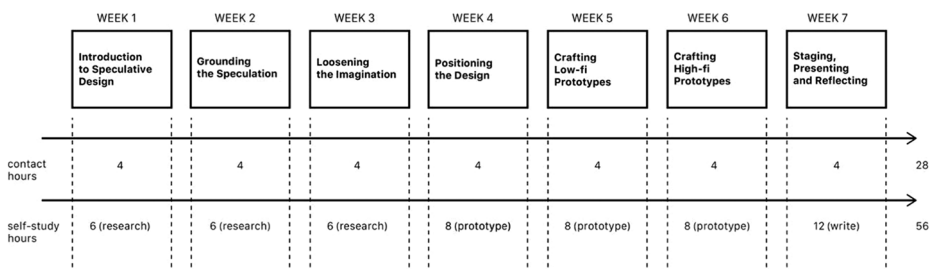 WEEK 1 WEEK 2 WEEK 3 WEEK 4 WEEK 5 WEEK 6 WEEK 7
Introduction
to Speculative
Design
Grounding
the Speculation
Loosening
the Imagination
Positioning
the Design
Crafting
Low-fi
Prototypes
Crafting
High-fi
Prototypes
Staging,
Presenting
and Reflecting
contact
hours
4 4 4 4 4 4 4 28
self-study
hours
6 (research) 6 (research) 6 (research) 8 (prototype) 8 (prototype) 8 (prototype) 12 (write) 56